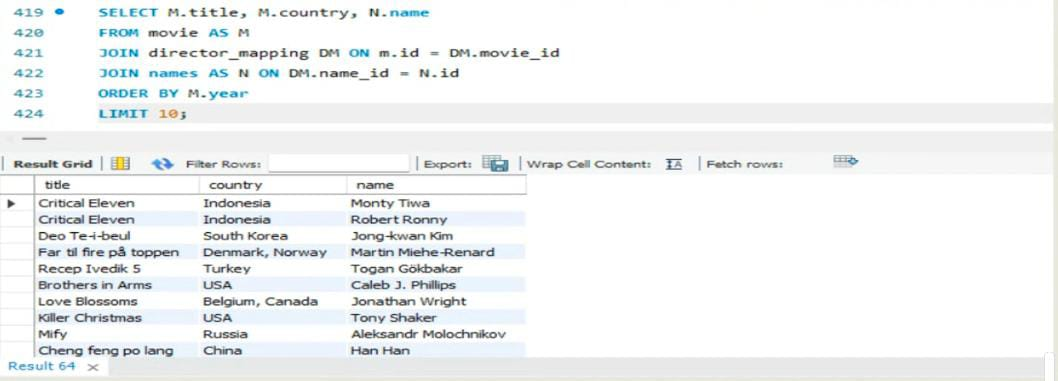 419 SELECT M.title, M.country, N.name
420 FROM movie AS M
421 JOIN director_mapping DM ON m.id = DM.movie_id
422 JOIN names AS N ON DM.name_id = N.id
423 ORDER BY M.year
424 LIMIT 10;
Result Grid Filter Rows: Export: Wrap Cell Content: IA Fetch rows:
title country name
Critical Eleven Indonesia Monty Tiwa
Critical Eleven Indonesia Robert Ronny
Deo Te-i-beul South Korea Jong-kwan Kim
Far til fire på toppen Denmark, Norway Martin Miehe-Renard
Recep Ivedik 5 Turkey Togan Gökbakar
Brothers in Arms USA Caleb J. Phillips
Love Blossoms Belgium, Canada Jonathan Wright
Killer Christmas USA Tony Shaker
Mify Russia Aleksandr Molochnikov
Cheng feng po lang China Han Han
Result 64